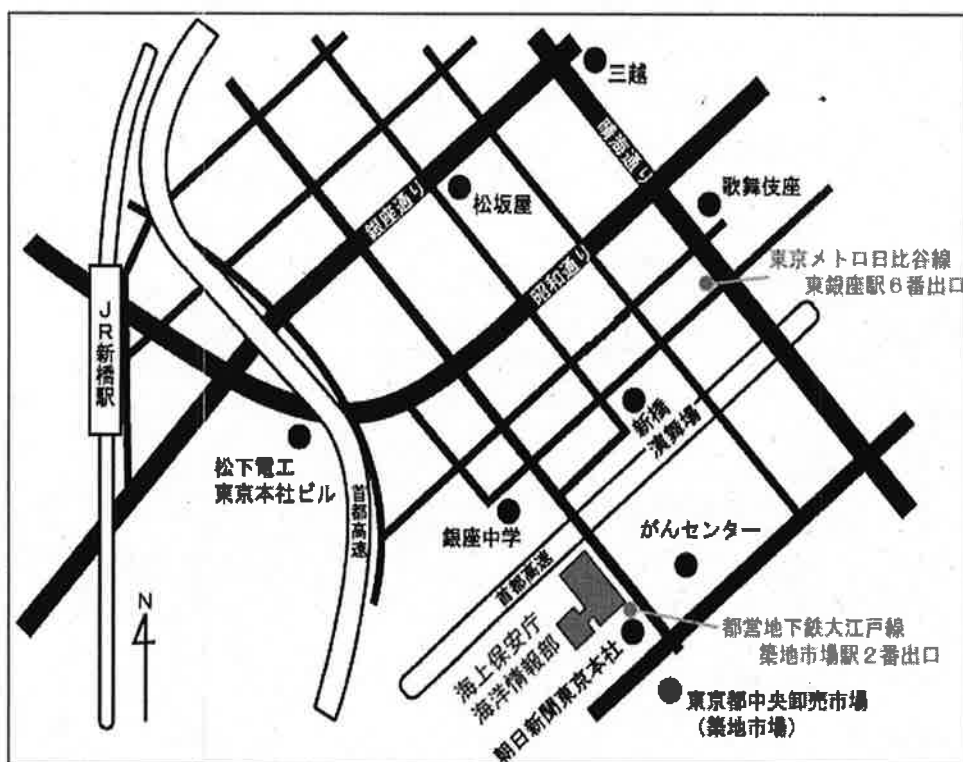 三越
晴海通り
歌舞伎座
銀座通り
松坂屋
昭和通り
東京メトロ日比谷線
東銀座駅6番出口
JR新橋駅
新橋
演舞場
松下電工
東京本社ビル
首都高速
銀座中学
がんセンター
首都高速
N
海上保安庁
海洋情報部
都営地下鉄大江戸線
築地市場駅2番出口
朝日新聞東京本社
東京都中央卸売市場
(築地市場)